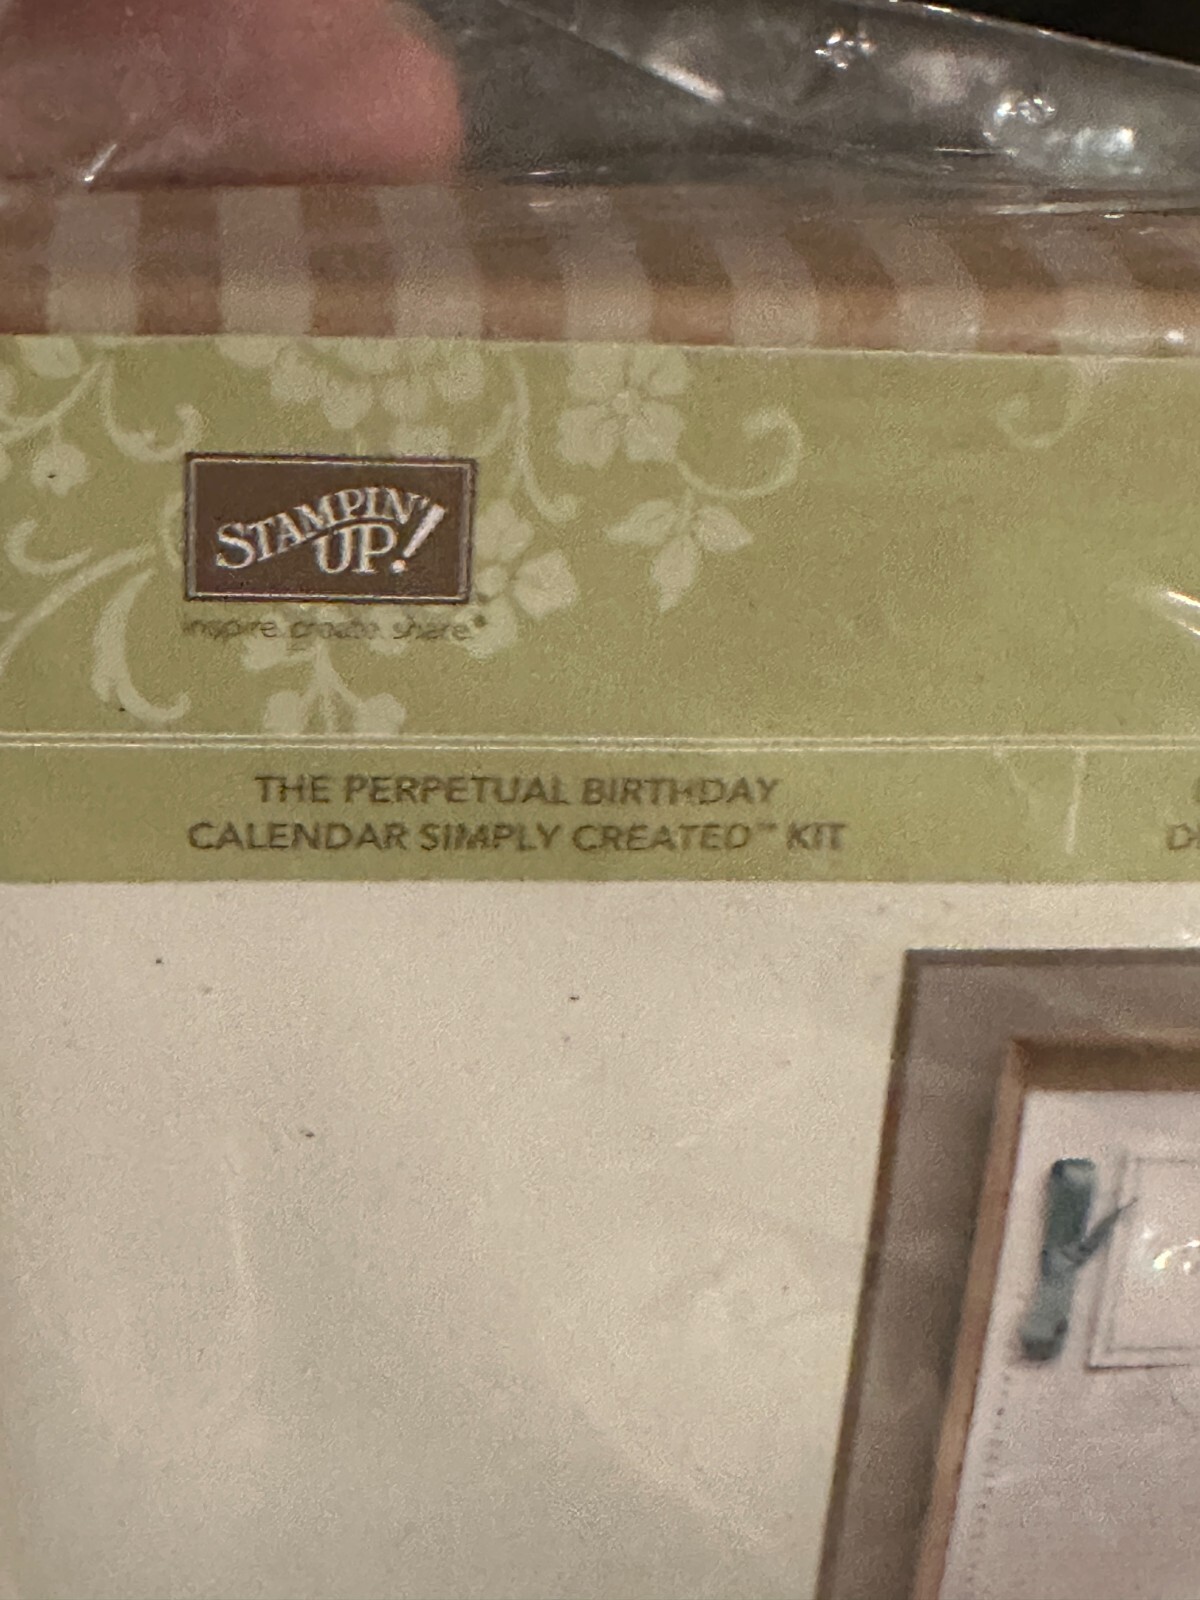 STAMPIN'
UP!
inspire. create. share.®
THE PERPETUAL BIRTHDAY
CALENDAR SIMPLY CREATED™ KIT